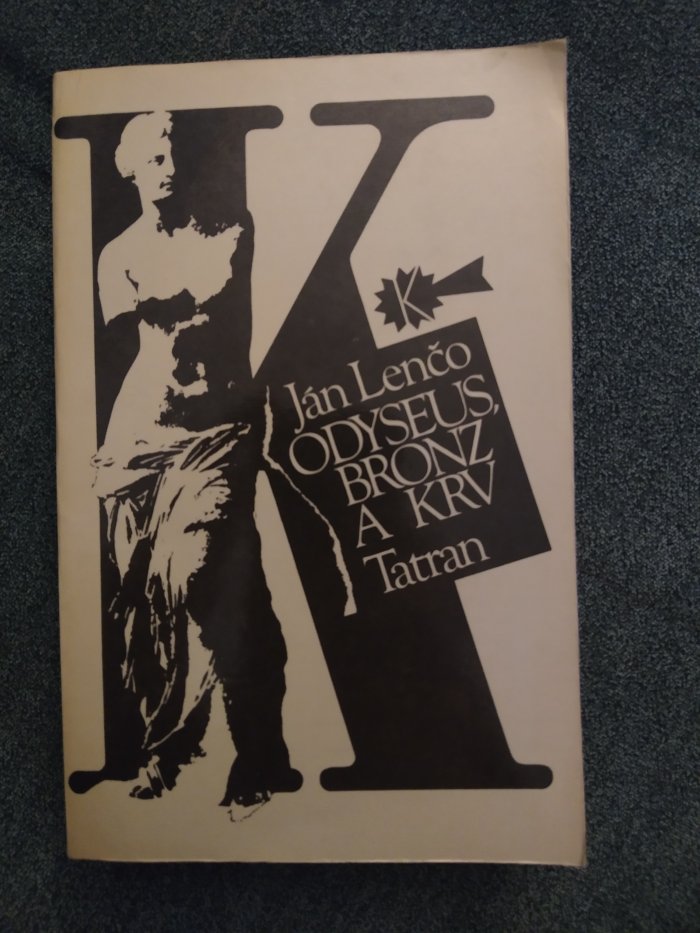 K
K
Ján Lenčo
ODYSEUS,
BRONZ
A KRV
Tatran